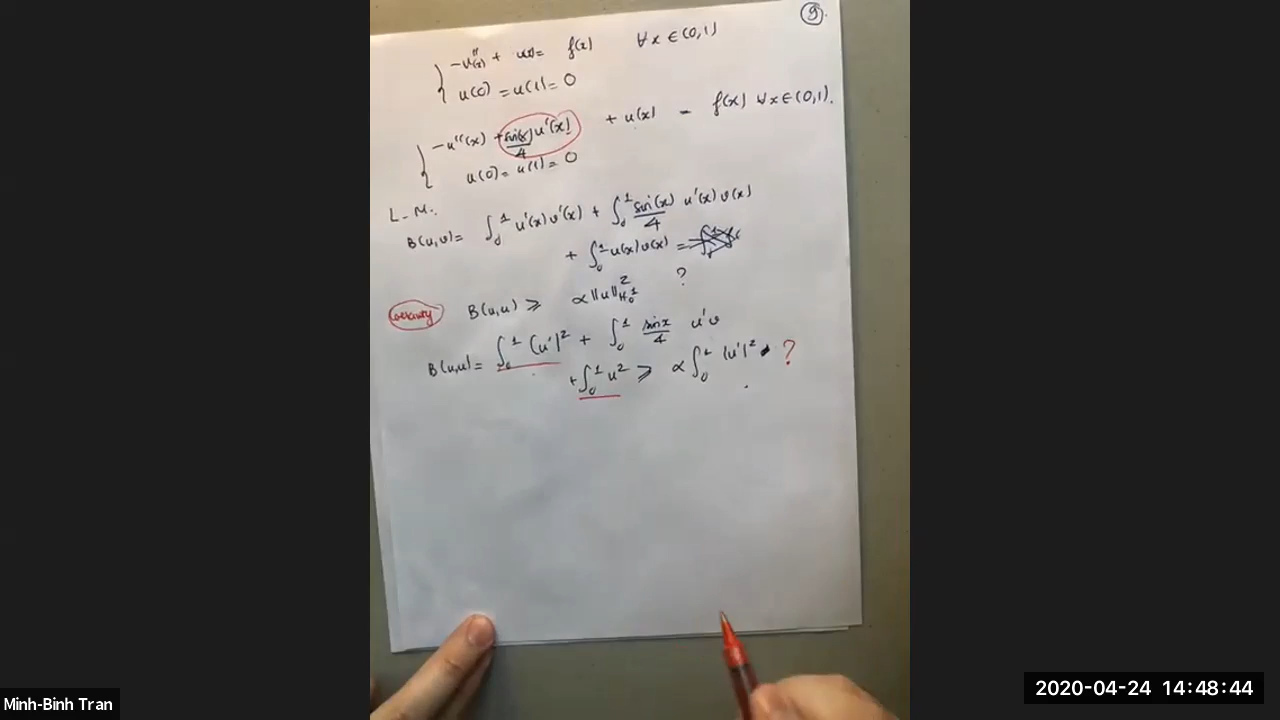 9.
-u''(x) + u(x) = f(x) ∀x∈(0,1)
u(0) = u(1) = 0
-u''(x) + sin(x)/4 u'(x) + u(x) = f(x) ∀x∈(0,1).
u(0) = u(1) = 0
L-M.
B(u,v) = ∫₀¹ u'(x)v'(x) + ∫₀¹ sin(x)/4 u'(x)v(x)
+ ∫₀¹ u(x)v(x) =
Coercivity B(u,u) ⩾ α‖u‖²_{H₀¹} ?
B(u,u) = ∫₀¹ |u'|² + ∫₀¹ sinx/4 u'v
+ ∫₀¹ u² ⩾ α∫₀¹ |u'|² ?
Minh-Binh Tran
2020-04-24 14:48:44